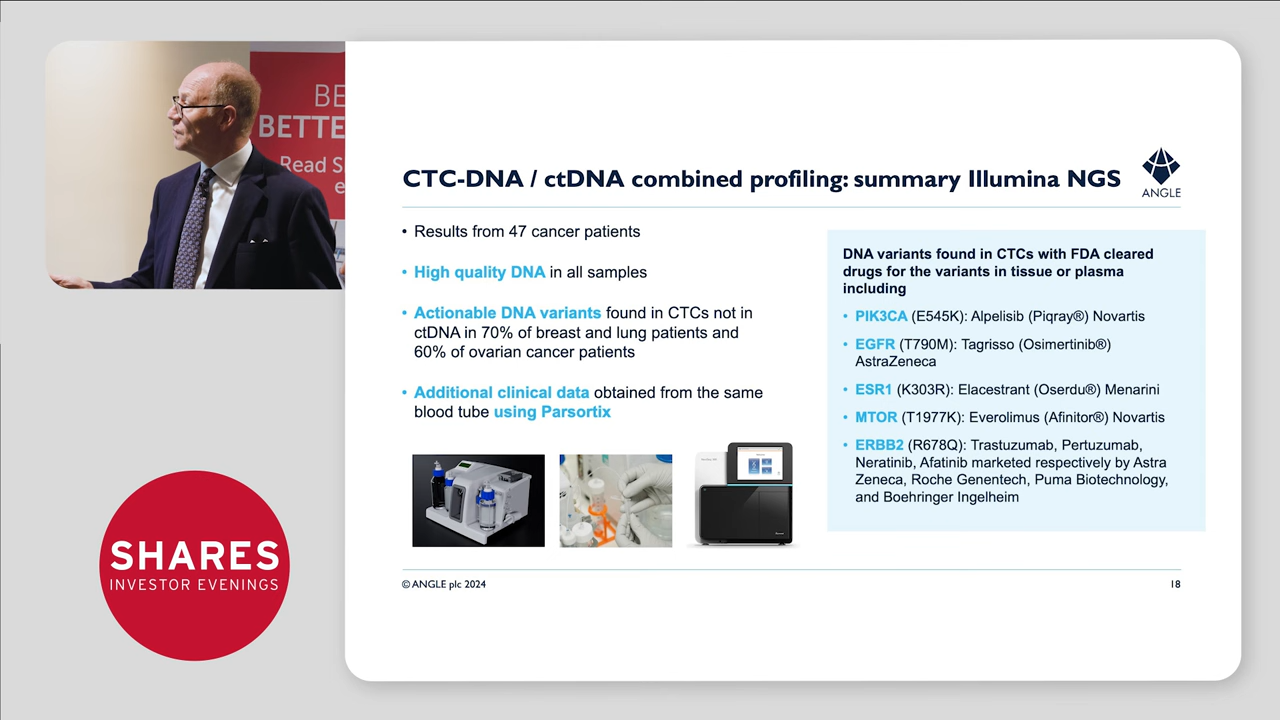 BE
BETTE
Read S
e
SHARES
INVESTOR EVENINGS
CTC-DNA / ctDNA combined profiling: summary Illumina NGS
ANGLE
• Results from 47 cancer patients
• High quality DNA in all samples
• Actionable DNA variants found in CTCs not in
ctDNA in 70% of breast and lung patients and
60% of ovarian cancer patients
• Additional clinical data obtained from the same
blood tube using Parsortix
DNA variants found in CTCs with FDA cleared
drugs for the variants in tissue or plasma
including
• PIK3CA (E545K): Alpelisib (Piqray®) Novartis
• EGFR (T790M): Tagrisso (Osimertinib®)
AstraZeneca
• ESR1 (K303R): Elacestrant (Oserdu®) Menarini
• MTOR (T1977K): Everolimus (Afinitor®) Novartis
• ERBB2 (R678Q): Trastuzumab, Pertuzumab,
Neratinib, Afatinib marketed respectively by Astra
Zeneca, Roche Genentech, Puma Biotechnology,
and Boehringer Ingelheim
© ANGLE plc 2024
18